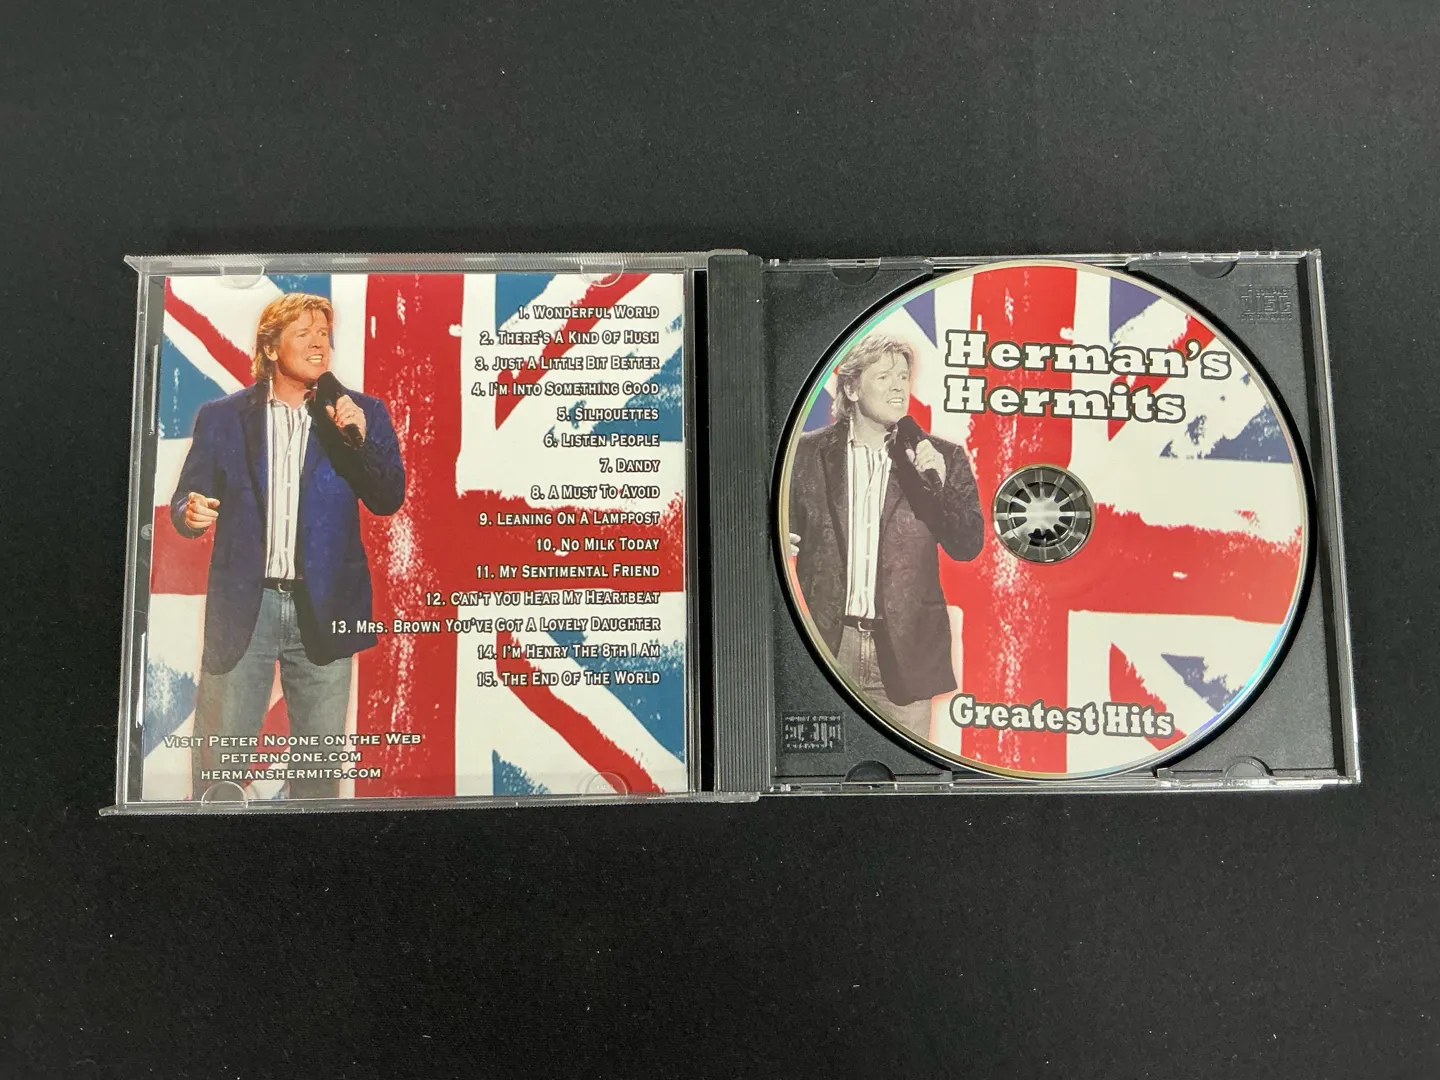 1. Wonderful World
2. There's A Kind Of Hush
3. Just A Little Bit Better
4. I'm Into Something Good
5. Silhouettes
6. Listen People
7. Dandy
8. A Must To Avoid
9. Leaning On A Lamppost
10. No Milk Today
11. My Sentimental Friend
12. Can't You Hear My Heartbeat
13. Mrs. Brown You've Got A Lovely Daughter
14. I'm Henry The 8th I Am
15. The End Of The World
Visit Peter Noone on the Web
peternoone.com
hermanshermits.com
Herman's
Hermits
Greatest Hits
COMPACT
disc